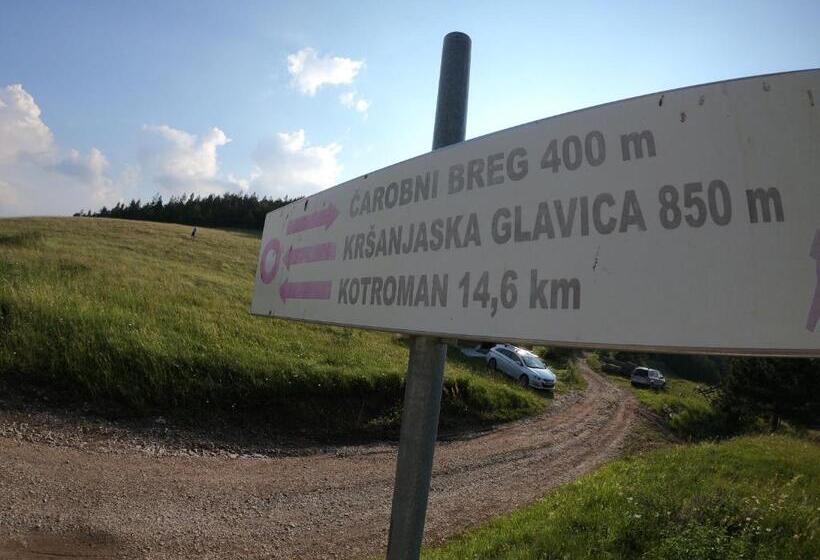 ČAROBNI BREG 400 m
KRŠANJASKA GLAVICA 850 m
KOTROMAN 14,6 km